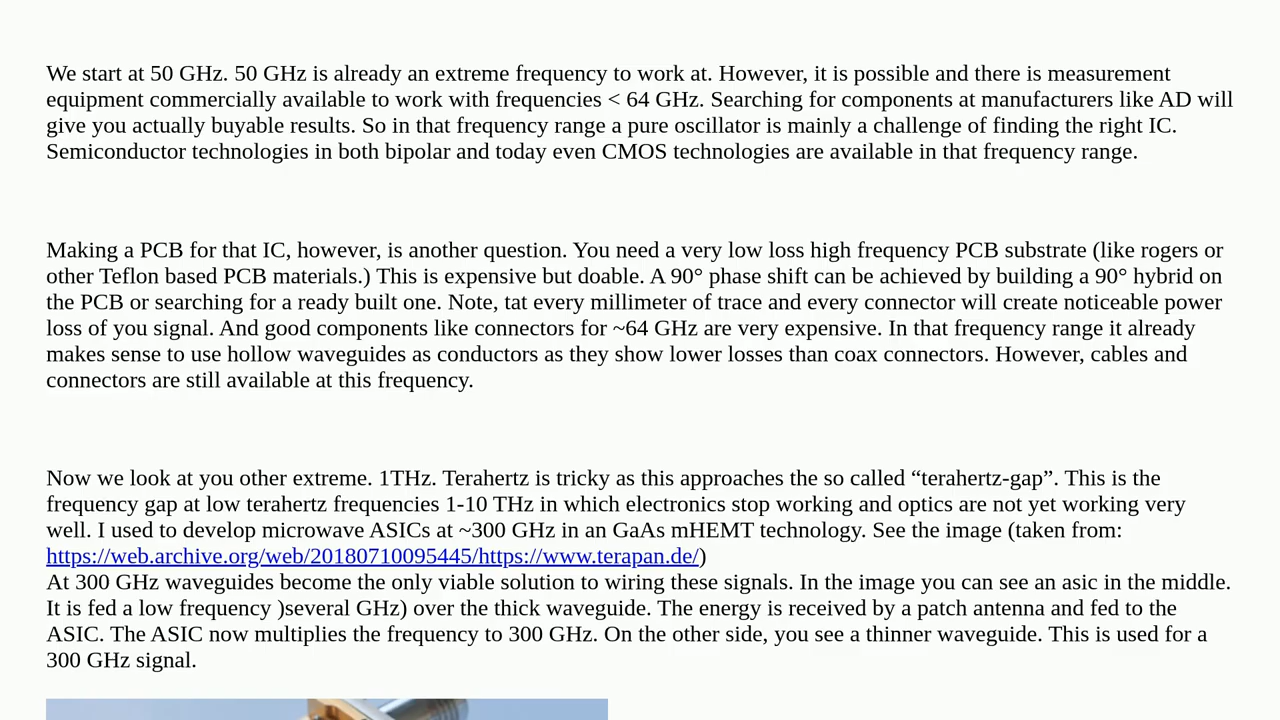 We start at 50 GHz. 50 GHz is already an extreme frequency to work at. However, it is possible and there is measurement
equipment commercially available to work with frequencies < 64 GHz. Searching for components at manufacturers like AD will
give you actually buyable results. So in that frequency range a pure oscillator is mainly a challenge of finding the right IC.
Semiconductor technologies in both bipolar and today even CMOS technologies are available in that frequency range.
Making a PCB for that IC, however, is another question. You need a very low loss high frequency PCB substrate (like rogers or
other Teflon based PCB materials.) This is expensive but doable. A 90° phase shift can be achieved by building a 90° hybrid on
the PCB or searching for a ready built one. Note, tat every millimeter of trace and every connector will create noticeable power
loss of you signal. And good components like connectors for ~64 GHz are very expensive. In that frequency range it already
makes sense to use hollow waveguides as conductors as they show lower losses than coax connectors. However, cables and
connectors are still available at this frequency.
Now we look at you other extreme. 1THz. Terahertz is tricky as this approaches the so called “terahertz-gap”. This is the
frequency gap at low terahertz frequencies 1-10 THz in which electronics stop working and optics are not yet working very
well. I used to develop microwave ASICs at ~300 GHz in an GaAs mHEMT technology. See the image (taken from:
https://web.archive.org/web/20180710095445/https://www.terapan.de/)
At 300 GHz waveguides become the only viable solution to wiring these signals. In the image you can see an asic in the middle.
It is fed a low frequency )several GHz) over the thick waveguide. The energy is received by a patch antenna and fed to the
ASIC. The ASIC now multiplies the frequency to 300 GHz. On the other side, you see a thinner waveguide. This is used for a
300 GHz signal.